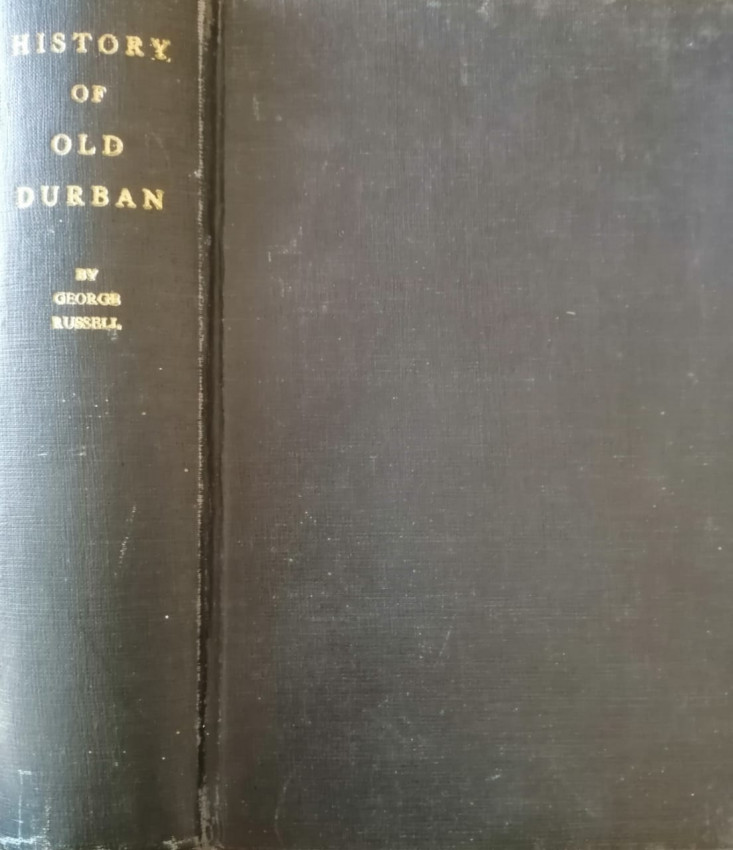 HISTORY
OF
OLD
DURBAN
BY
GEORGE
RUSSELL